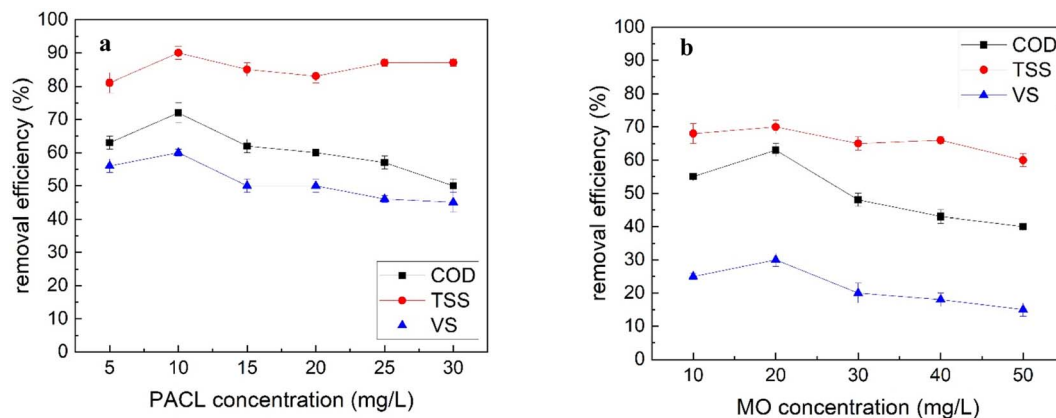 a
removal efficiency (%)
100
90
80
70
60
50
40
30
20
10
0
5 10 15 20 25 30
PACL concentration (mg/L)
COD
TSS
VS
b
removal efficiency (%)
100
90
80
70
60
50
40
30
20
10
0
10 20 30 40 50
MO concentration (mg/L)
COD
TSS
VS